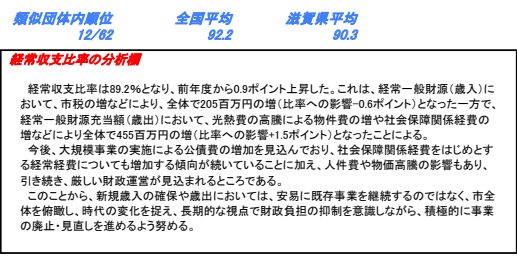 類似団体内順位 全国平均 滋賀県平均
12/62 92.2 90.3
経常収支比率の分析欄
経常収支比率は89.2％となり、前年度から0.9ポイント上昇した。これは、経常一般財源（歳入）に
おいて、市税の増などにより、全体で205百万円の増（比率への影響-0.6ポイント）となった一方で、
経常一般財源充当額（歳出）において、光熱費の高騰による物件費の増や社会保障関係経費の
増などにより全体で455百万円の増（比率への影響+1.5ポイント）となったことによる。
今後、大規模事業の実施による公債費の増加を見込んでおり、社会保障関係経費をはじめとす
る経常経費についても増加する傾向が続いていることに加え、人件費や物価高騰の影響もあり、
引き続き、厳しい財政運営が見込まれるところである。
このことから、新規歳入の確保や歳出においては、安易に既存事業を継続するのではなく、市全
体を俯瞰し、時代の変化を捉え、長期的な視点で財政負担の抑制を意識しながら、積極的に事業
の廃止・見直しを進めるよう努める。